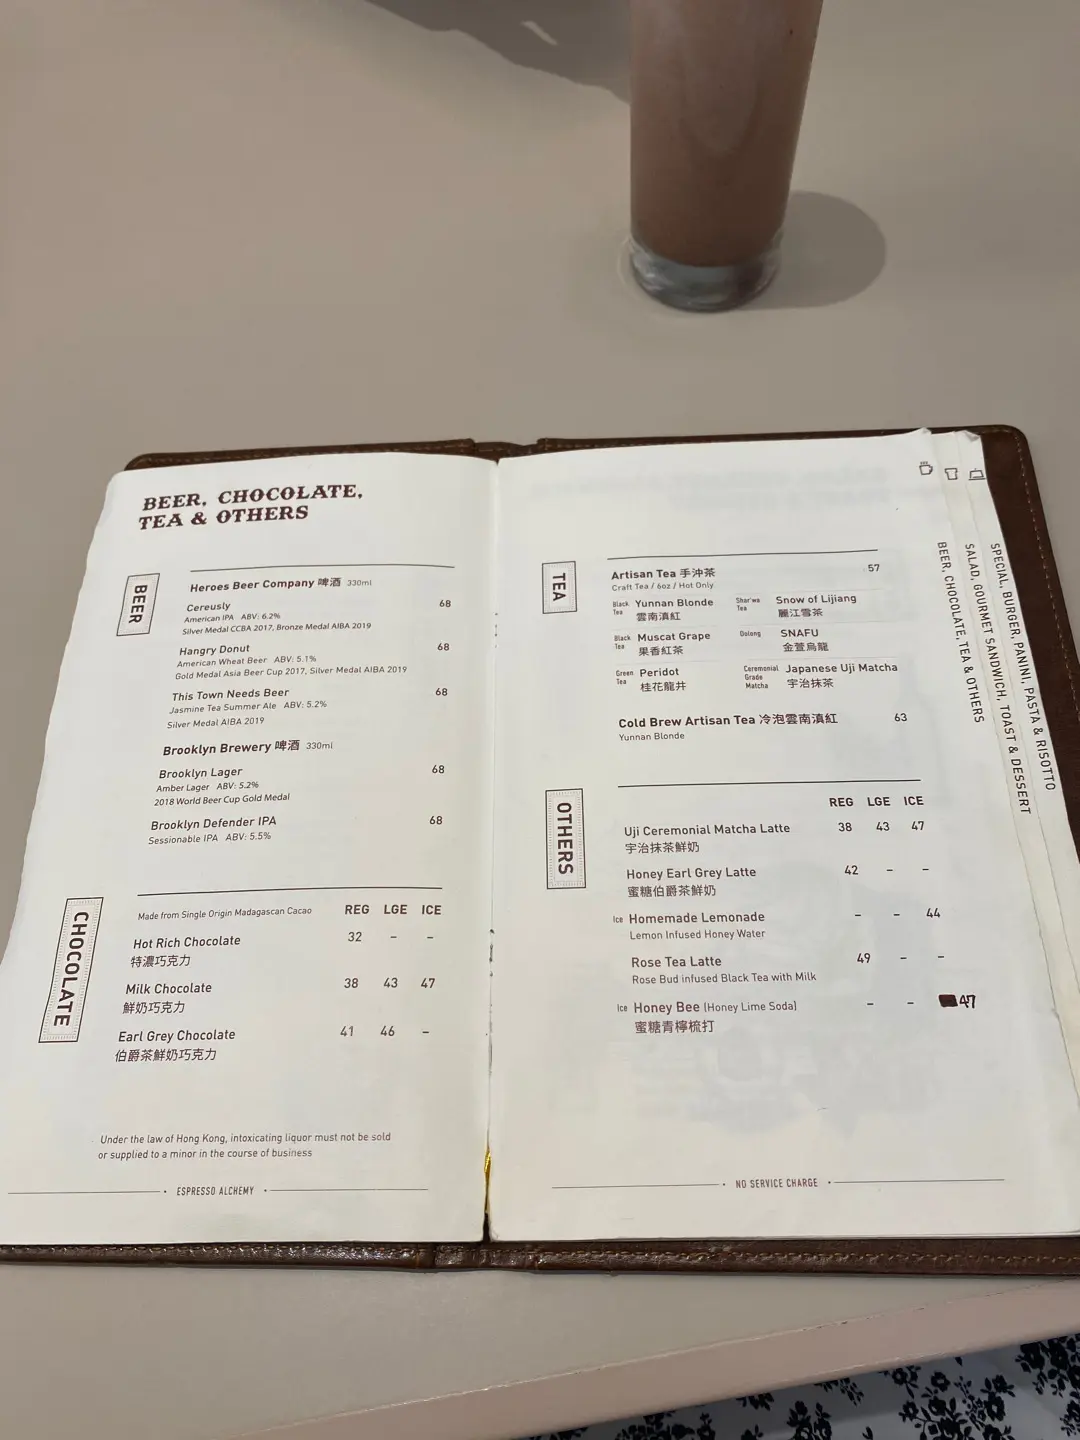 BEER, CHOCOLATE,
TEA & OTHERS
BEER
Heroes Beer Company 啤酒 330ml
Cereusly 68
American IPA ABV: 6.2%
Silver Medal CCBA 2017, Bronze Medal AIBA 2019
Hangry Donut 68
American Wheat Beer ABV: 5.1%
Gold Medal Asia Beer Cup 2017, Silver Medal AIBA 2019
This Town Needs Beer 68
Jasmine Tea Summer Ale ABV: 5.2%
Silver Medal AIBA 2019
Brooklyn Brewery 啤酒 330ml
Brooklyn Lager 68
Amber Lager ABV: 5.2%
2018 World Beer Cup Gold Medal
Brooklyn Defender IPA 68
Sessionable IPA ABV: 5.5%
CHOCOLATE
Made from Single Origin Madagascan Cacao REG LGE ICE
Hot Rich Chocolate 32 – –
特濃巧克力
Milk Chocolate 38 43 47
鮮奶巧克力
Earl Grey Chocolate 41 46 –
伯爵茶鮮奶巧克力
Under the law of Hong Kong, intoxicating liquor must not be sold
or supplied to a minor in the course of business
• ESPRESSO ALCHEMY •
TEA
Artisan Tea 手沖茶 57
Craft Tea / 6oz / Hot Only
Black Tea Yunnan Blonde
雲南滇紅
Shar'wa Tea Snow of Lijiang
麗江雪茶
Black Tea Muscat Grape
果香紅茶
Oolong SNAFU
金萱烏龍
Green Tea Peridot
桂花龍井
Ceremonial Grade Matcha Japanese Uji Matcha
宇治抹茶
Cold Brew Artisan Tea 冷泡雲南滇紅 63
Yunnan Blonde
OTHERS
REG LGE ICE
Uji Ceremonial Matcha Latte 38 43 47
宇治抹茶鮮奶
Honey Earl Grey Latte 42 – –
蜜糖伯爵茶鮮奶
Ice Homemade Lemonade – – 44
Lemon Infused Honey Water
Rose Tea Latte 49 – –
Rose Bud infused Black Tea with Milk
Ice Honey Bee (Honey Lime Soda) – – 47
蜜糖青檸梳打
• NO SERVICE CHARGE •
BEER, CHOCOLATE, TEA & OTHERS
SALAD, GOURMET SANDWICH, TOAST & DESSERT
SPECIAL, BURGER, PANINI, PASTA & RISOTTO